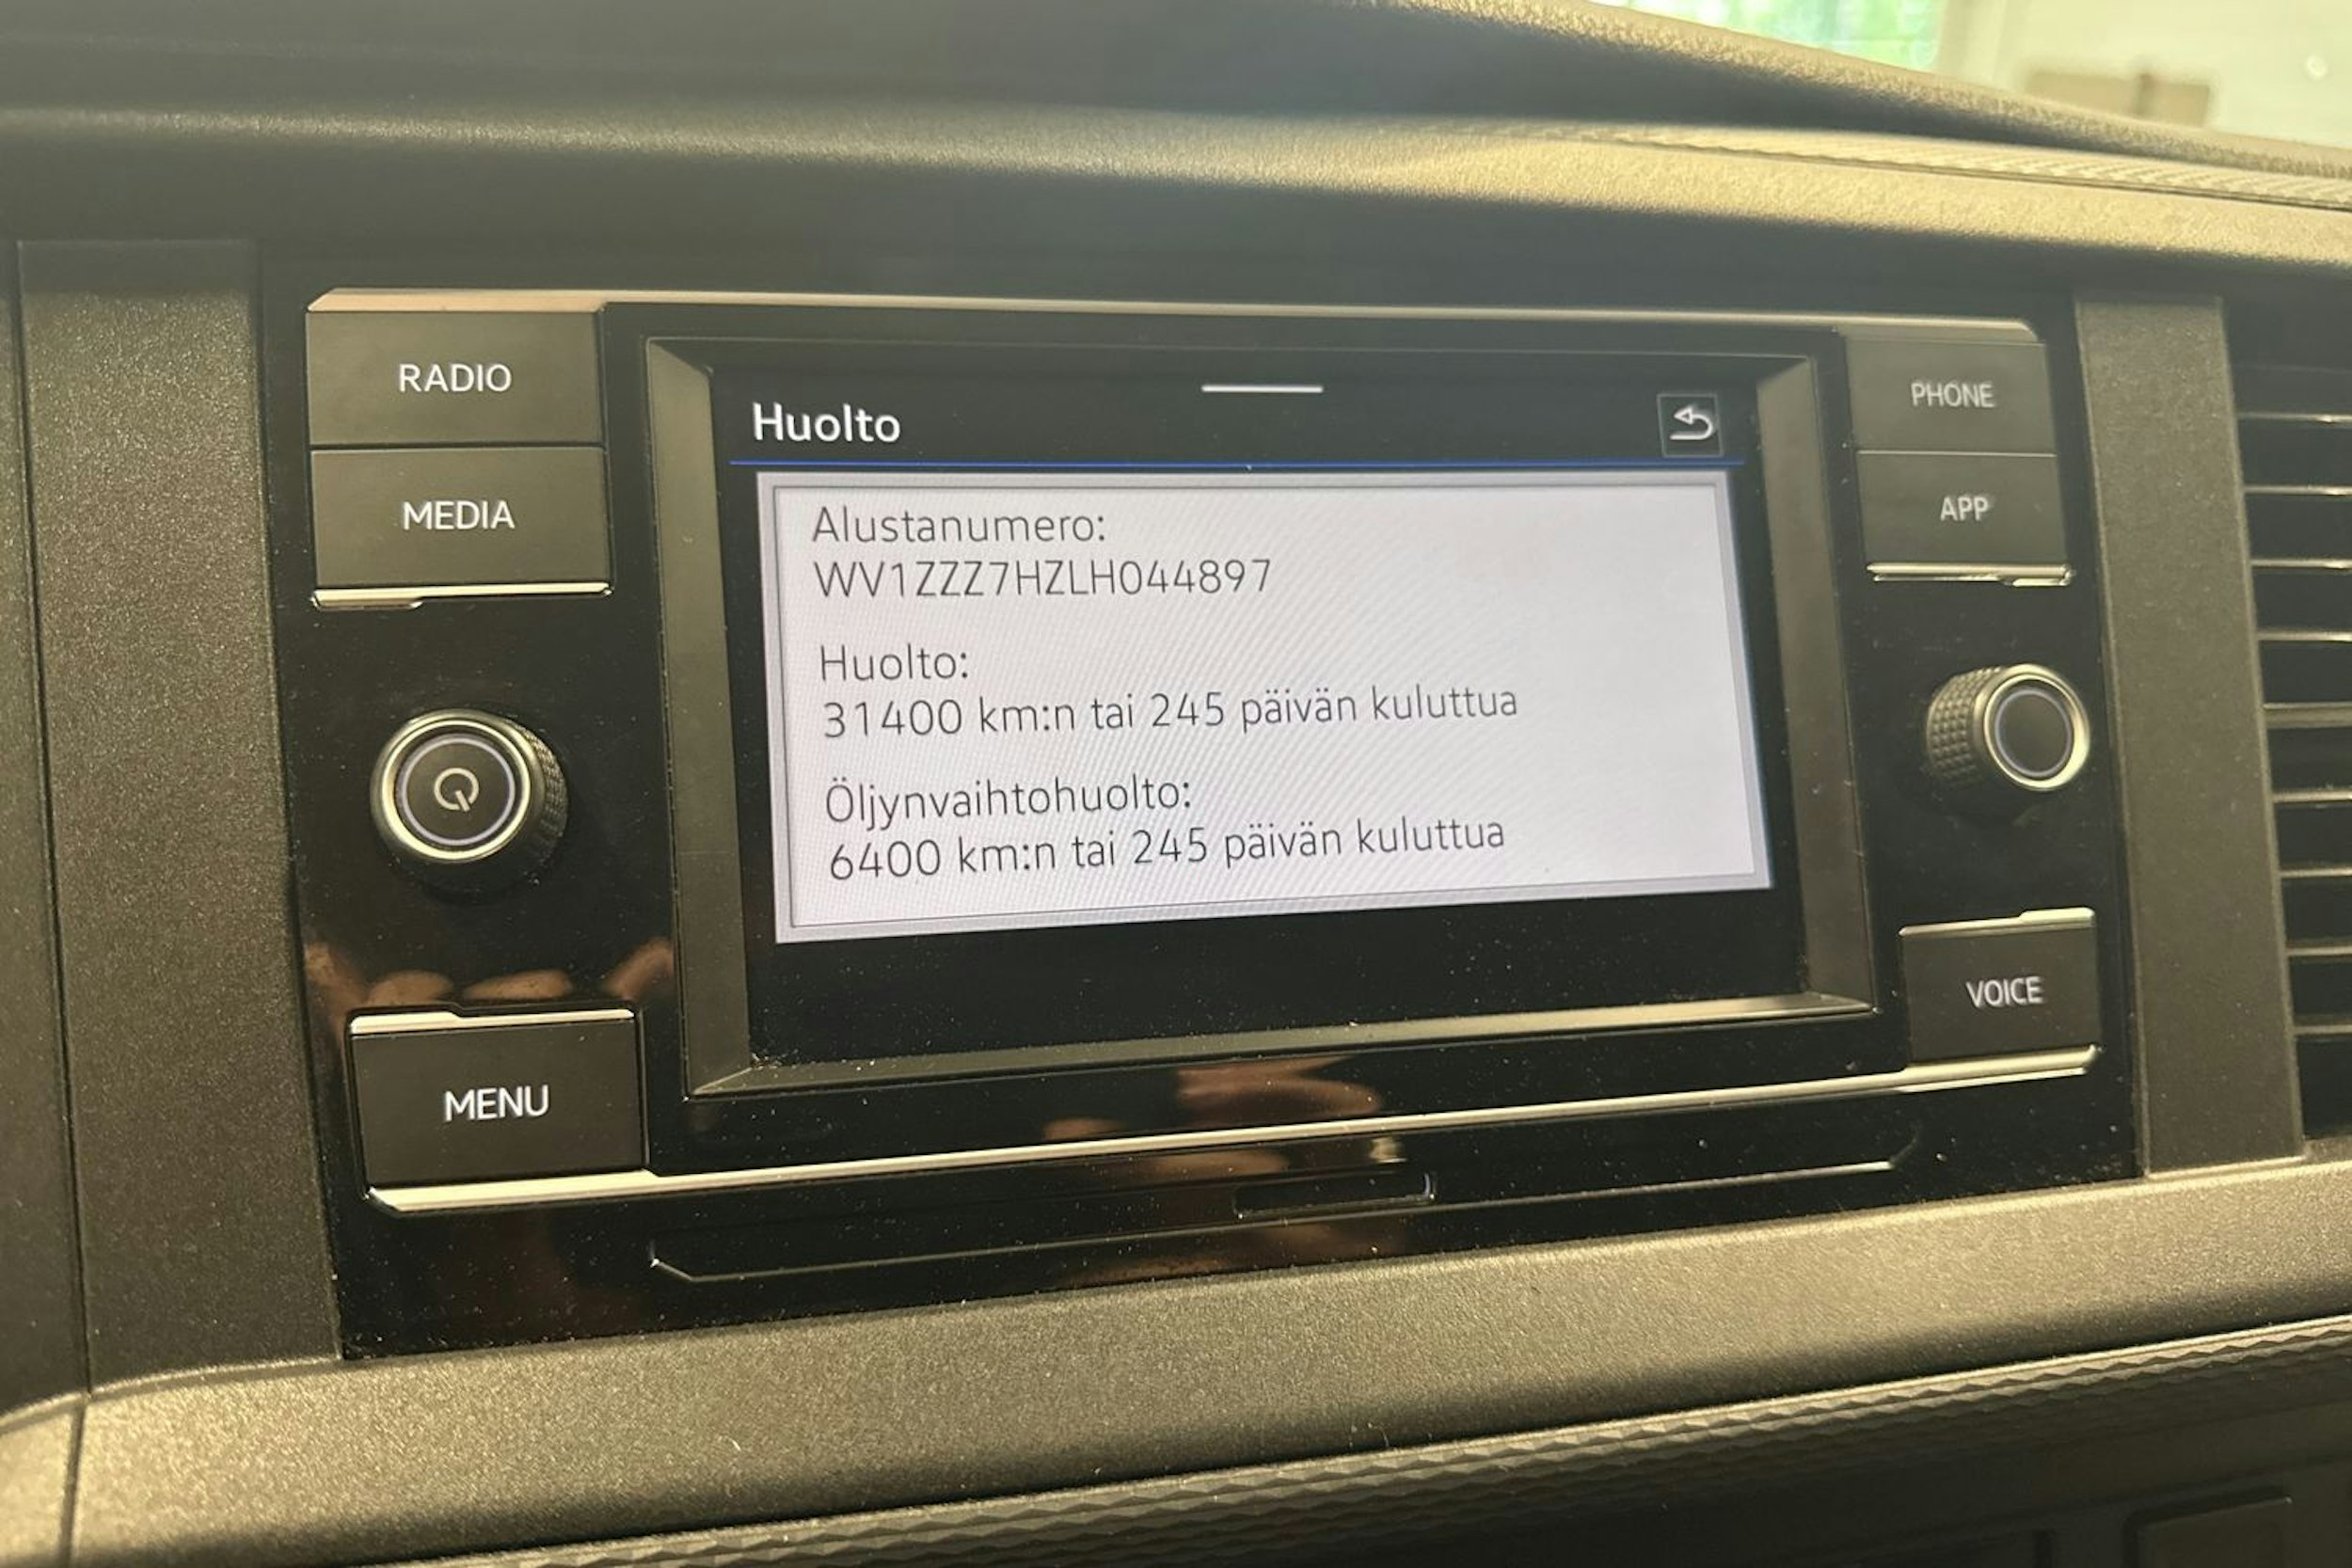 RADIO
MEDIA
MENU
Huolto
Alustanumero:
WV1ZZZ7HZLH044897
Huolto:
31400 km:n tai 245 päivän kuluttua
Öljynvaihtohuolto:
6400 km:n tai 245 päivän kuluttua
PHONE
APP
VOICE